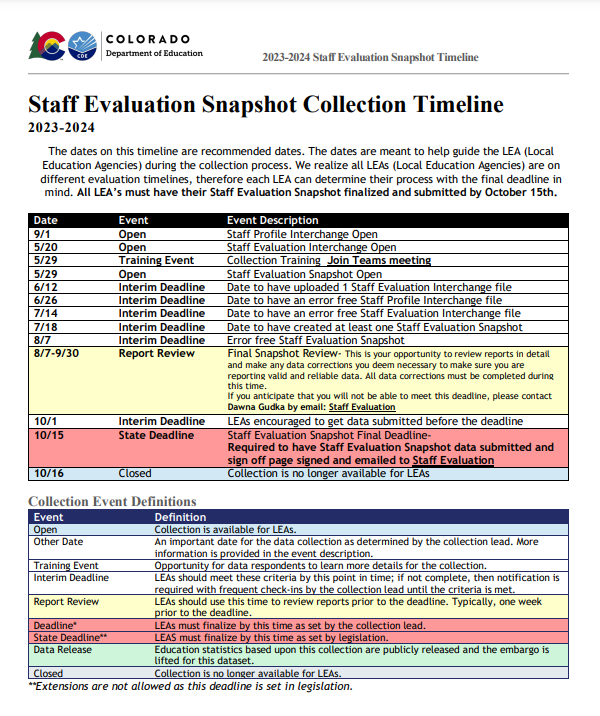 COLORADO
Department of Education
CDE
2023-2024 Staff Evaluation Snapshot Timeline
Staff Evaluation Snapshot Collection Timeline
2023-2024
The dates on this timeline are recommended dates. The dates are meant to help guide the LEA (Local
Education Agencies) during the collection process. We realize all LEAs (Local Education Agencies) are on
different evaluation timelines, therefore each LEA can determine their process with the final deadline in
mind. All LEA's must have their Staff Evaluation Snapshot finalized and submitted by October 15th.
Date Event Event Description
9/1 Open Staff Profile Interchange Open
5/20 Open Staff Evaluation Interchange Open
5/29 Training Event Collection Training Join Teams meeting
5/29 Open Staff Evaluation Snapshot Open
6/12 Interim Deadline Date to have uploaded 1 Staff Evaluation Interchange file
6/26 Interim Deadline Date to have an error free Staff Profile Interchange file
7/14 Interim Deadline Date to have an error free Staff Evaluation Interchange file
7/18 Interim Deadline Date to have created at least one Staff Evaluation Snapshot
8/7 Interim Deadline Error free Staff Evaluation Snapshot
8/7-9/30 Report Review Final Snapshot Review- This is your opportunity to review reports in detail
and make any data corrections you deem necessary to make sure you are
reporting valid and reliable data. All data corrections must be completed during
this time.
If you anticipate that you will not be able to meet this deadline, please contact
Dawna Gudka by email: Staff Evaluation
10/1 Interim Deadline LEAs encouraged to get data submitted before the deadline
10/15 State Deadline Staff Evaluation Snapshot Final Deadline-
Required to have Staff Evaluation Snapshot data submitted and
sign off page signed and emailed to Staff Evaluation
10/16 Closed Collection is no longer available for LEAs
Collection Event Definitions
Event Definition
Open Collection is available for LEAs.
Other Date An important date for the data collection as determined by the collection lead. More
information is provided in the event description.
Training Event Opportunity for data respondents to learn more details for the collection.
Interim Deadline LEAs should meet these criteria by this point in time; if not complete, then notification is
required with frequent check-ins by the collection lead until the criteria is met.
Report Review LEAs should use this time to review reports prior to the deadline. Typically, one week
prior to the deadline.
Deadline* LEAs must finalize by this time as set by the collection lead.
State Deadline** LEAS must finalize by this time as set by legislation.
Data Release Education statistics based upon this collection are publicly released and the embargo is
lifted for this dataset.
Closed Collection is no longer available for LEAs.
**Extensions are not allowed as this deadline is set in legislation.